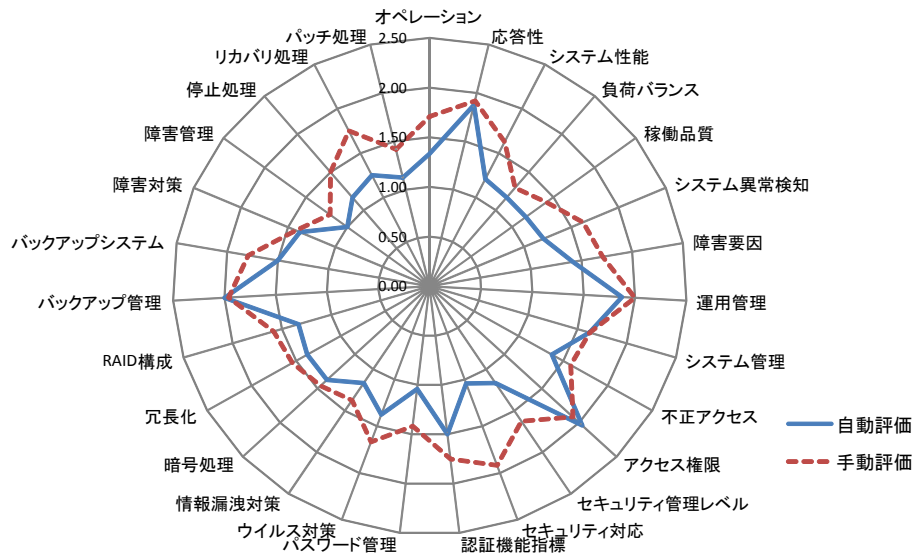 オペレーション
応答性
システム性能
負荷バランス
稼働品質
システム異常検知
障害要因
運用管理
システム管理
不正アクセス
アクセス権限
セキュリティ管理レベル
セキュリティ対応
認証機能指標
パスワード管理
ウイルス対策
情報漏洩対策
暗号処理
冗長化
RAID構成
バックアップ管理
バックアップシステム
障害対策
障害管理
停止処理
リカバリ処理
パッチ処理
2.50
2.00
1.50
1.00
0.50
0.00
自動評価
手動評価